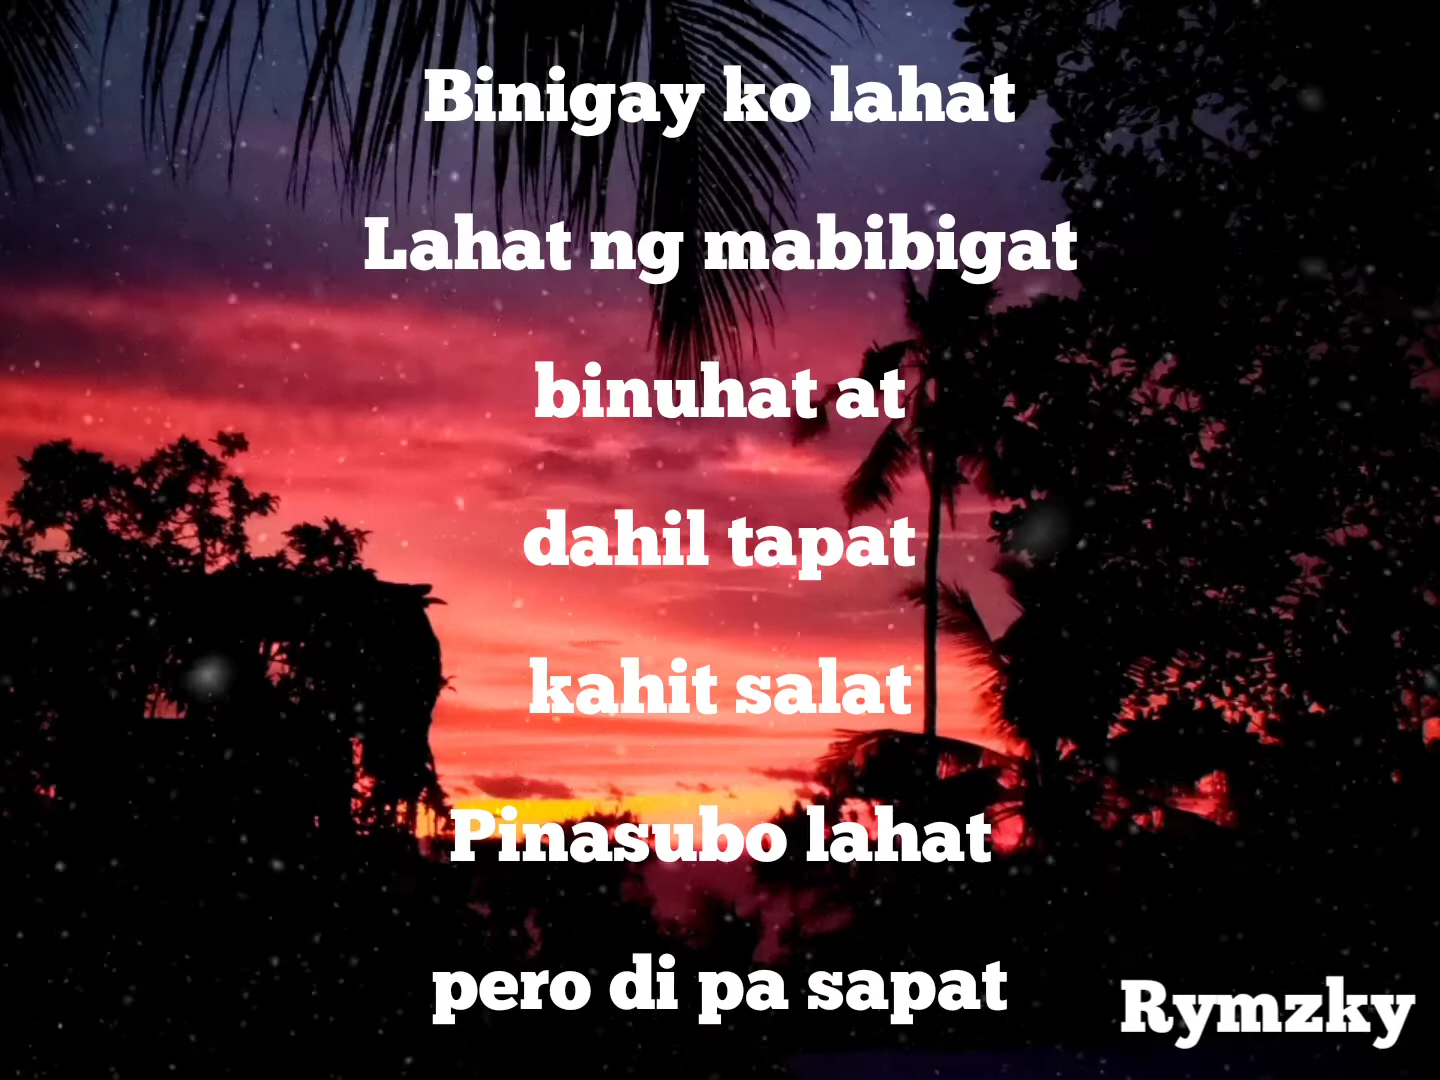 Binigay ko lahat
Lahat ng mabibigat
binuhat at
dahil tapat
kahit salat
Pinasubo lahat
pero di pa sapat
Rymzky